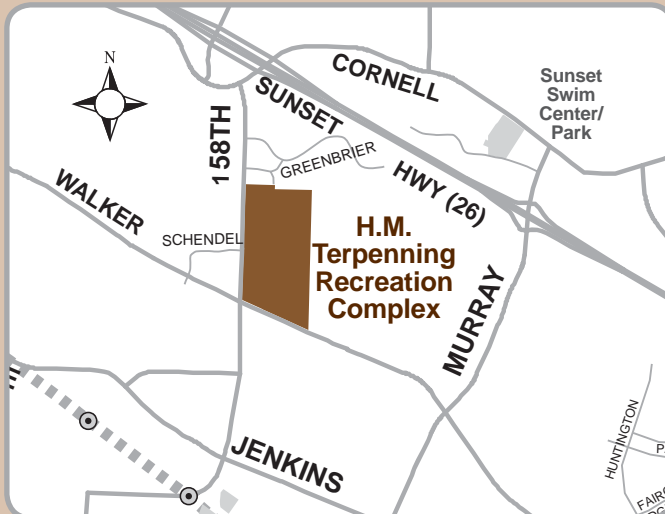 CORNELL
Sunset
Swim
Center/
Park
N
SUNSET
158TH
GREENBRIER
HWY (26)
WALKER
SCHENDEL
H.M.
Terpenning
Recreation
Complex
MURRAY
HUNTINGTON
JENKINS